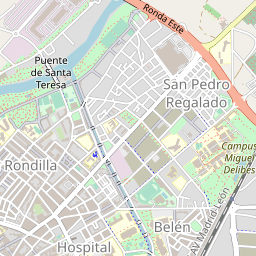 Ronda Este
Puente
de Santa
Teresa
San Pedro
Regalado
Campus
Miguel
Delibes
Rondilla
Belén
AV Madrid-León
Hospital